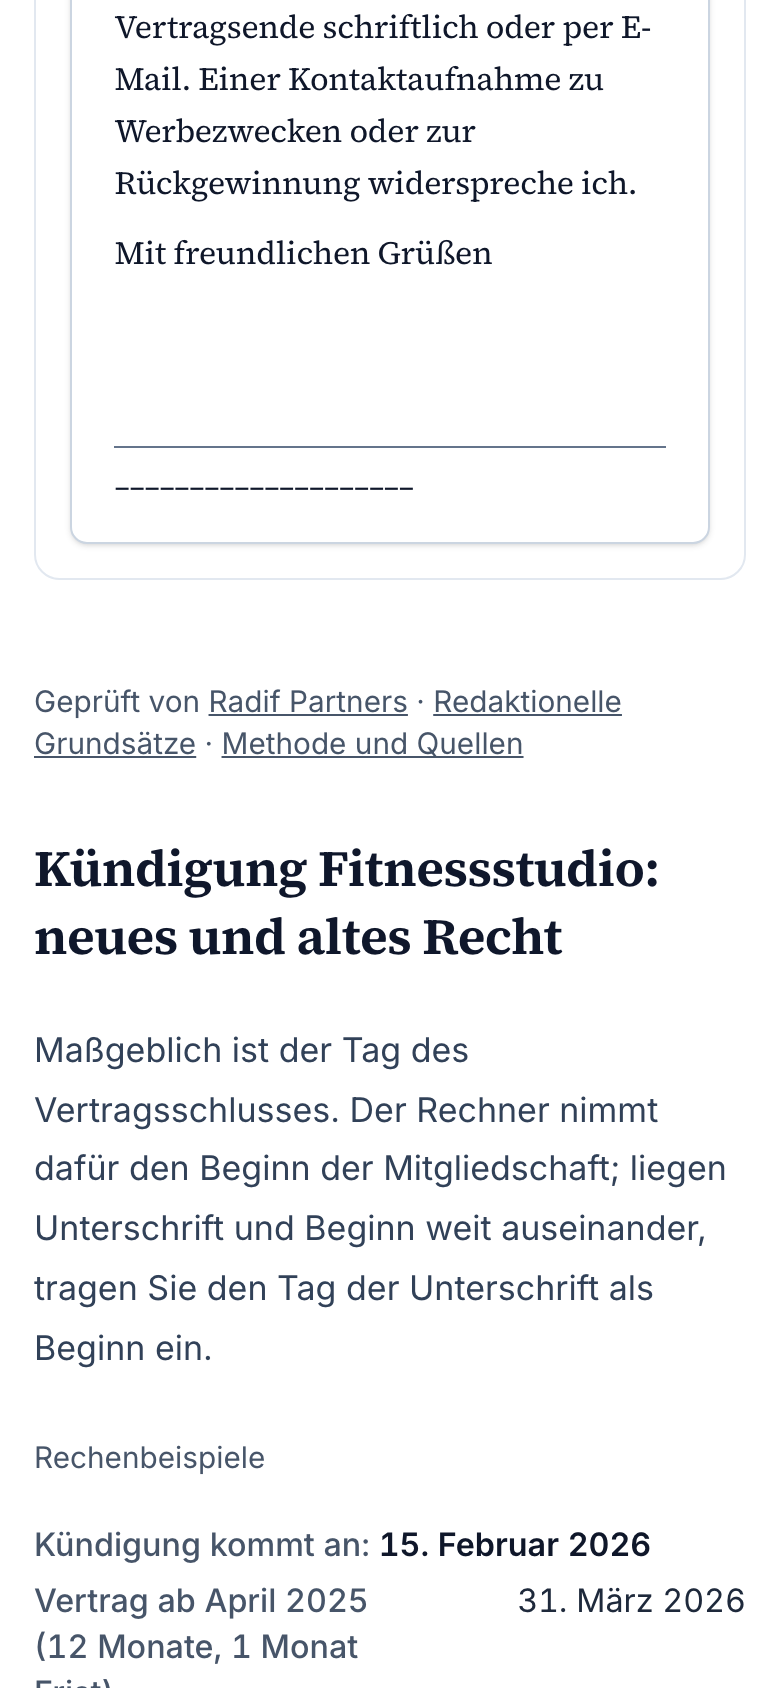 Vertragsende schriftlich oder per E-
Mail. Einer Kontaktaufnahme zu
Werbezwecken oder zur
Rückgewinnung widerspreche ich.
Mit freundlichen Grüßen
____________________
Geprüft von Radif Partners · Redaktionelle
Grundsätze · Methode und Quellen
Kündigung Fitnessstudio:
neues und altes Recht
Maßgeblich ist der Tag des
Vertragsschlusses. Der Rechner nimmt
dafür den Beginn der Mitgliedschaft; liegen
Unterschrift und Beginn weit auseinander,
tragen Sie den Tag der Unterschrift als
Beginn ein.
Rechenbeispiele
Kündigung kommt an: 15. Februar 2026
Vertrag ab April 2025 31. März 2026
(12 Monate, 1 Monat
Frist)